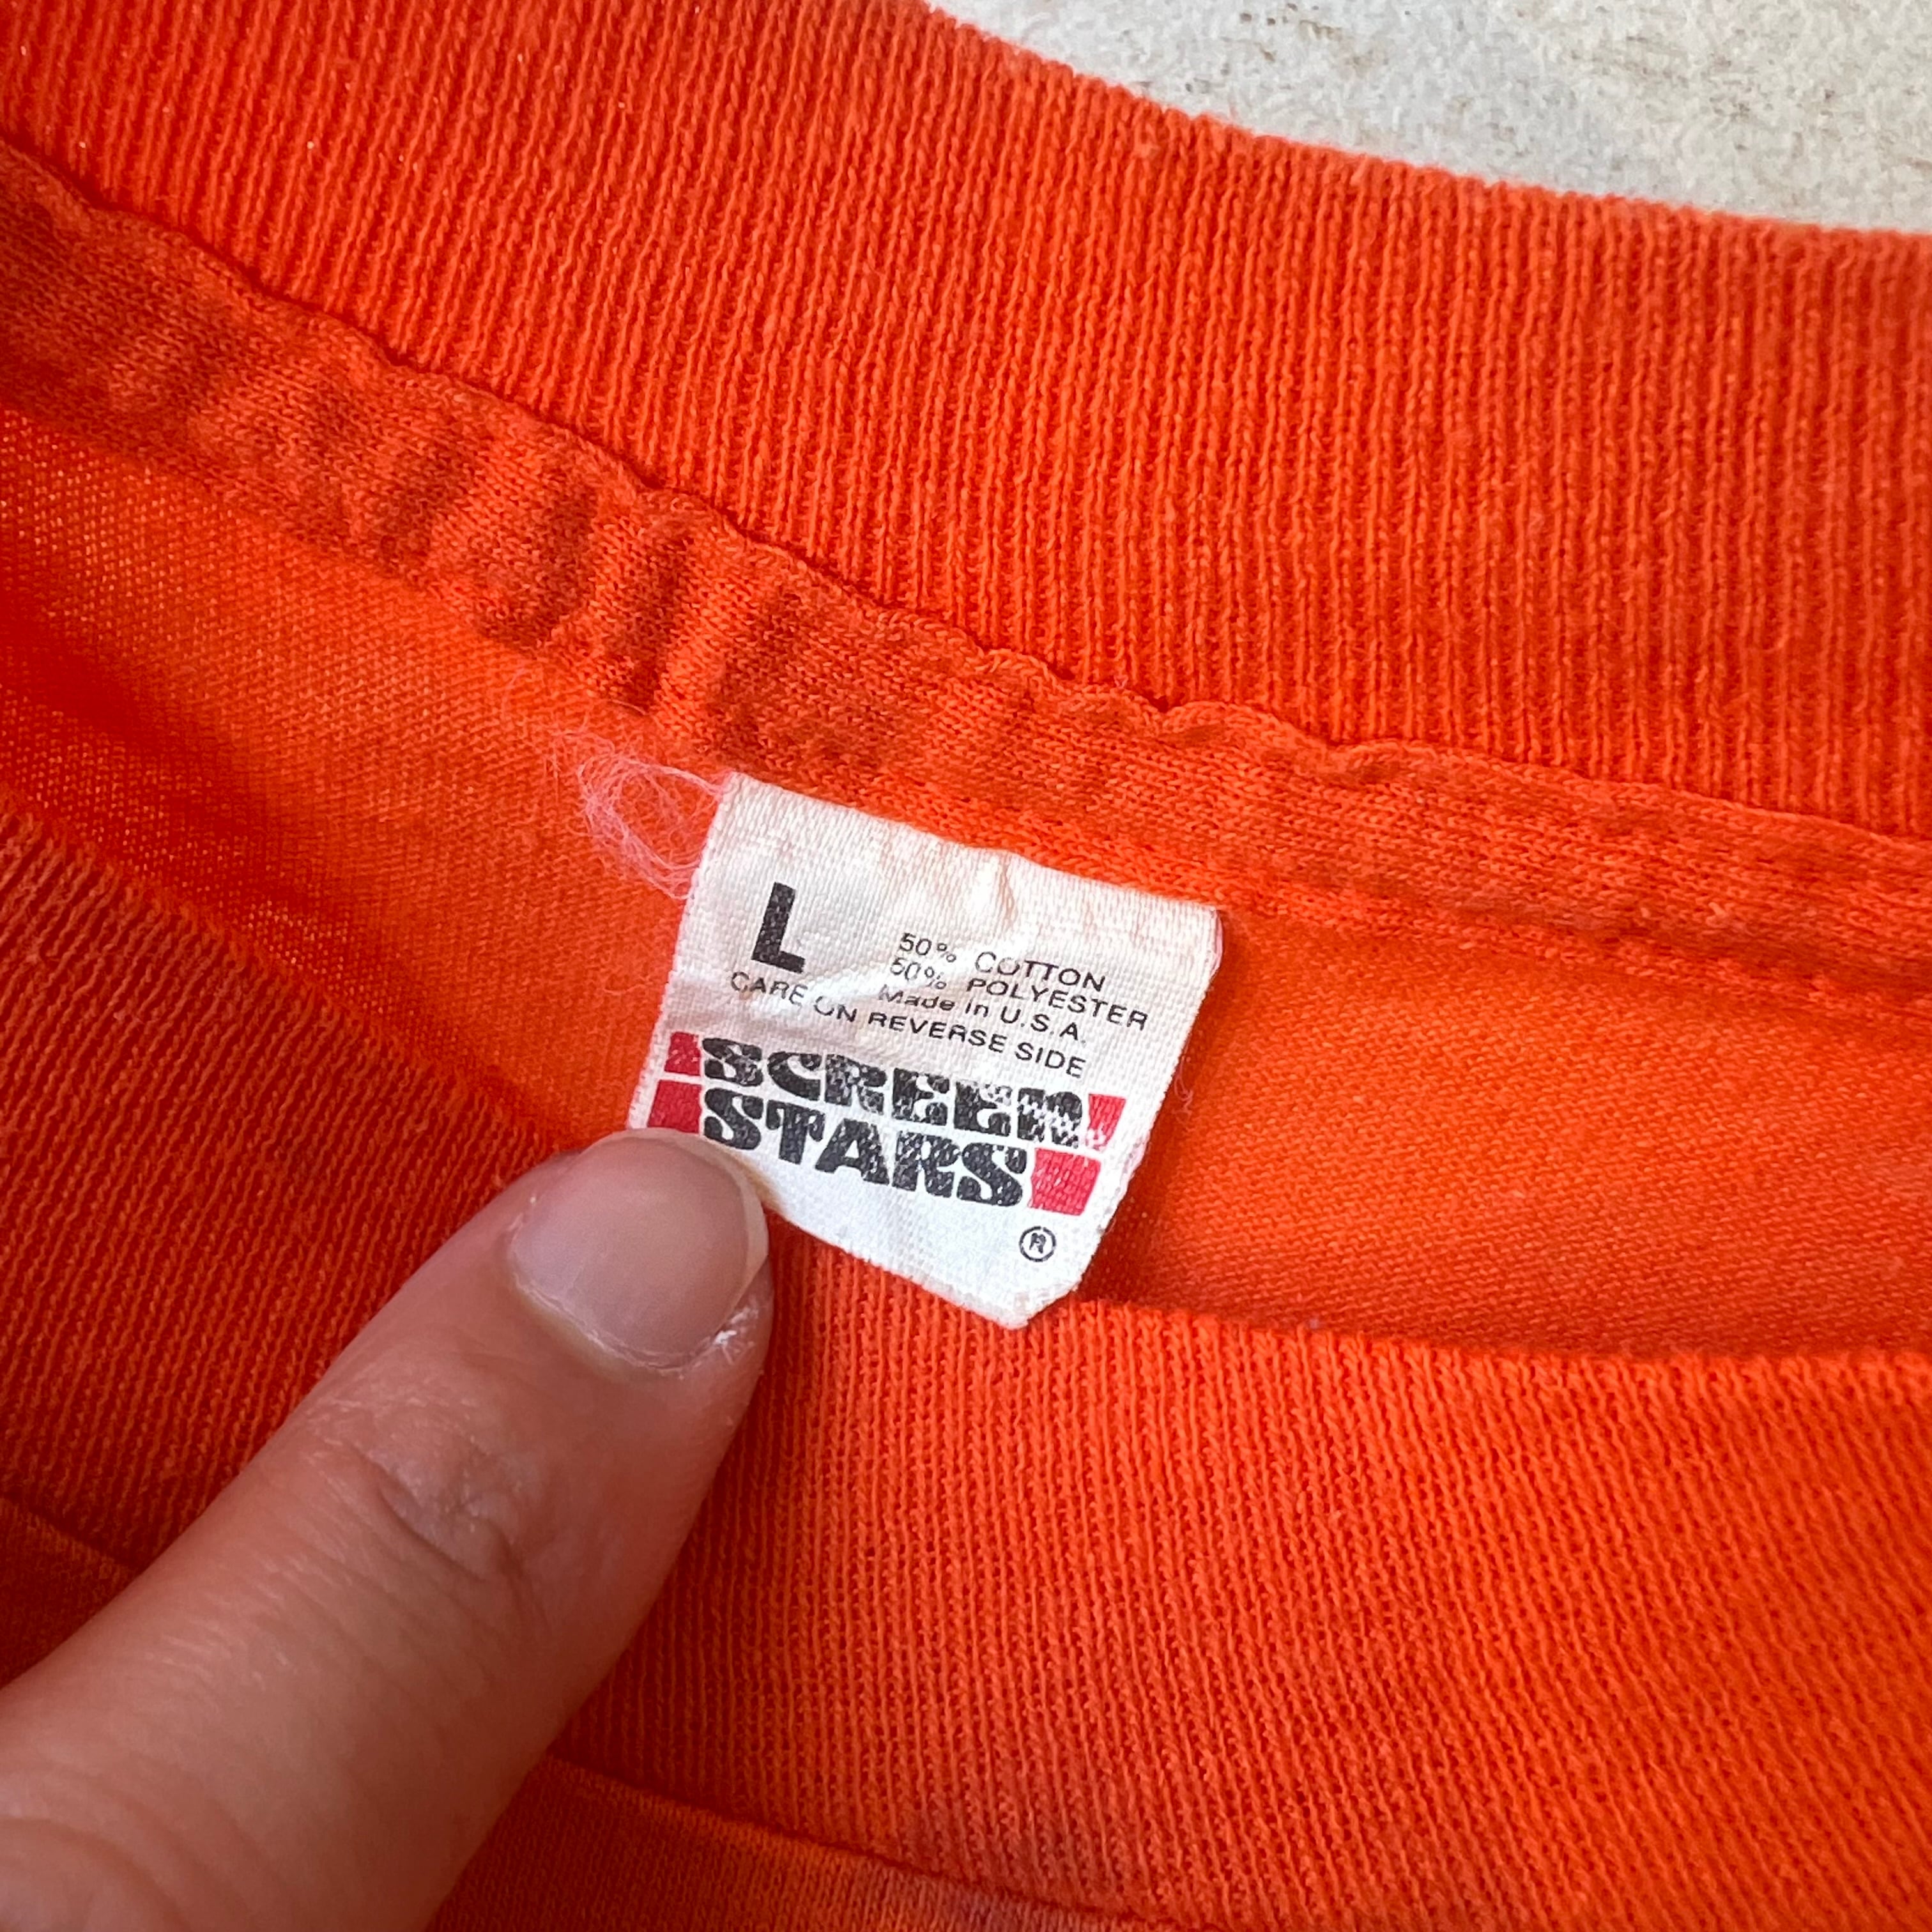 L
50% COTTON
50% POLYESTER
Made in U.S.A.
CARE ON REVERSE SIDE
SCREEN
STARS
®